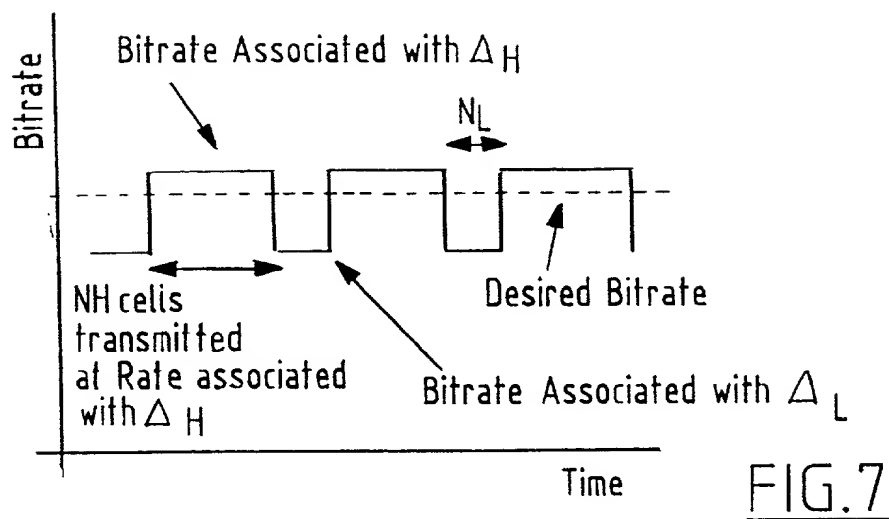 Bitrate
Bitrate Associated with Δ H
NL
NH cells
transmitted
at Rate associated
with Δ H
Desired Bitrate
Bitrate Associated with Δ L
Time
FIG.7